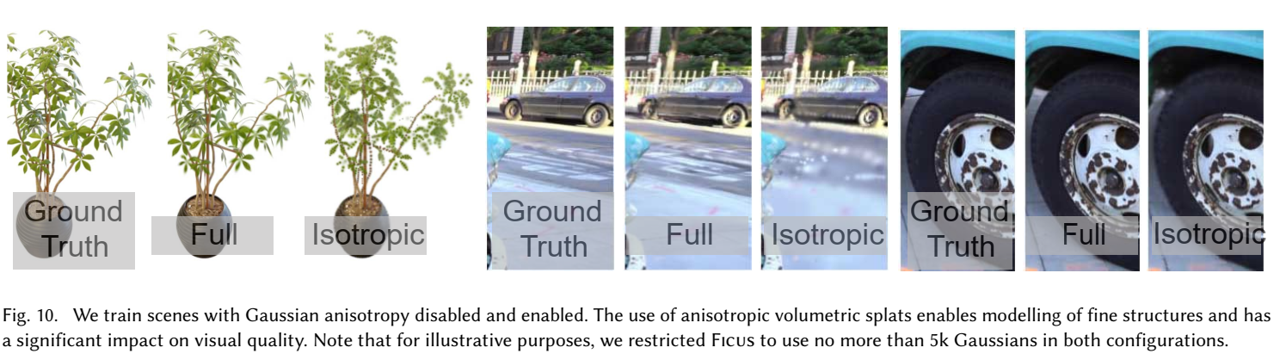 Ground
Truth
Full
Isotropic
Ground
Truth
Full
Isotropic
Ground
Truth
Full
Isotropic
Fig. 10. We train scenes with Gaussian anisotropy disabled and enabled. The use of anisotropic volumetric splats enables modelling of fine structures and has
a significant impact on visual quality. Note that for illustrative purposes, we restricted Ficus to use no more than 5k Gaussians in both configurations.